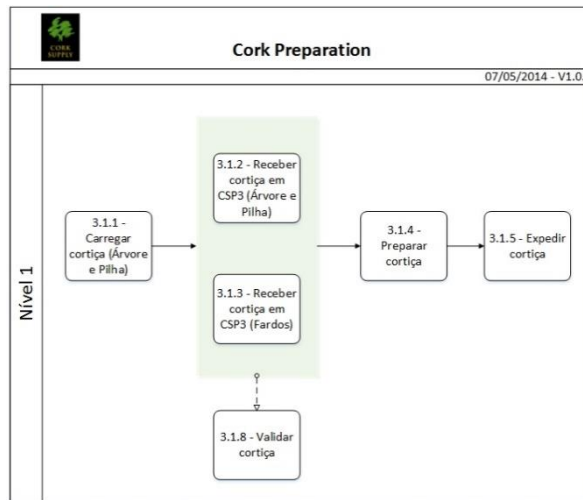 CORK
SUPPLY
Cork Preparation
07/05/2014 - V1.0
Nível 1
3.1.1 -
Carregar
cortiça (Árvore
e Pilha)
3.1.2 - Receber
cortiça em
CSP3 (Árvore e
Pilha)
3.1.3 - Receber
cortiça em
CSP3 (Fardos)
3.1.4 -
Preparar
cortiça
3.1.5 - Expedir
cortiça
3.1.8 - Validar
cortiça